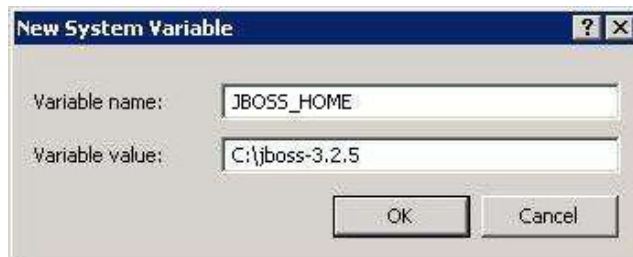 New System Variable
Variable name: JBOSS_HOME
Variable value: C:\jboss-3.2.5
OK Cancel